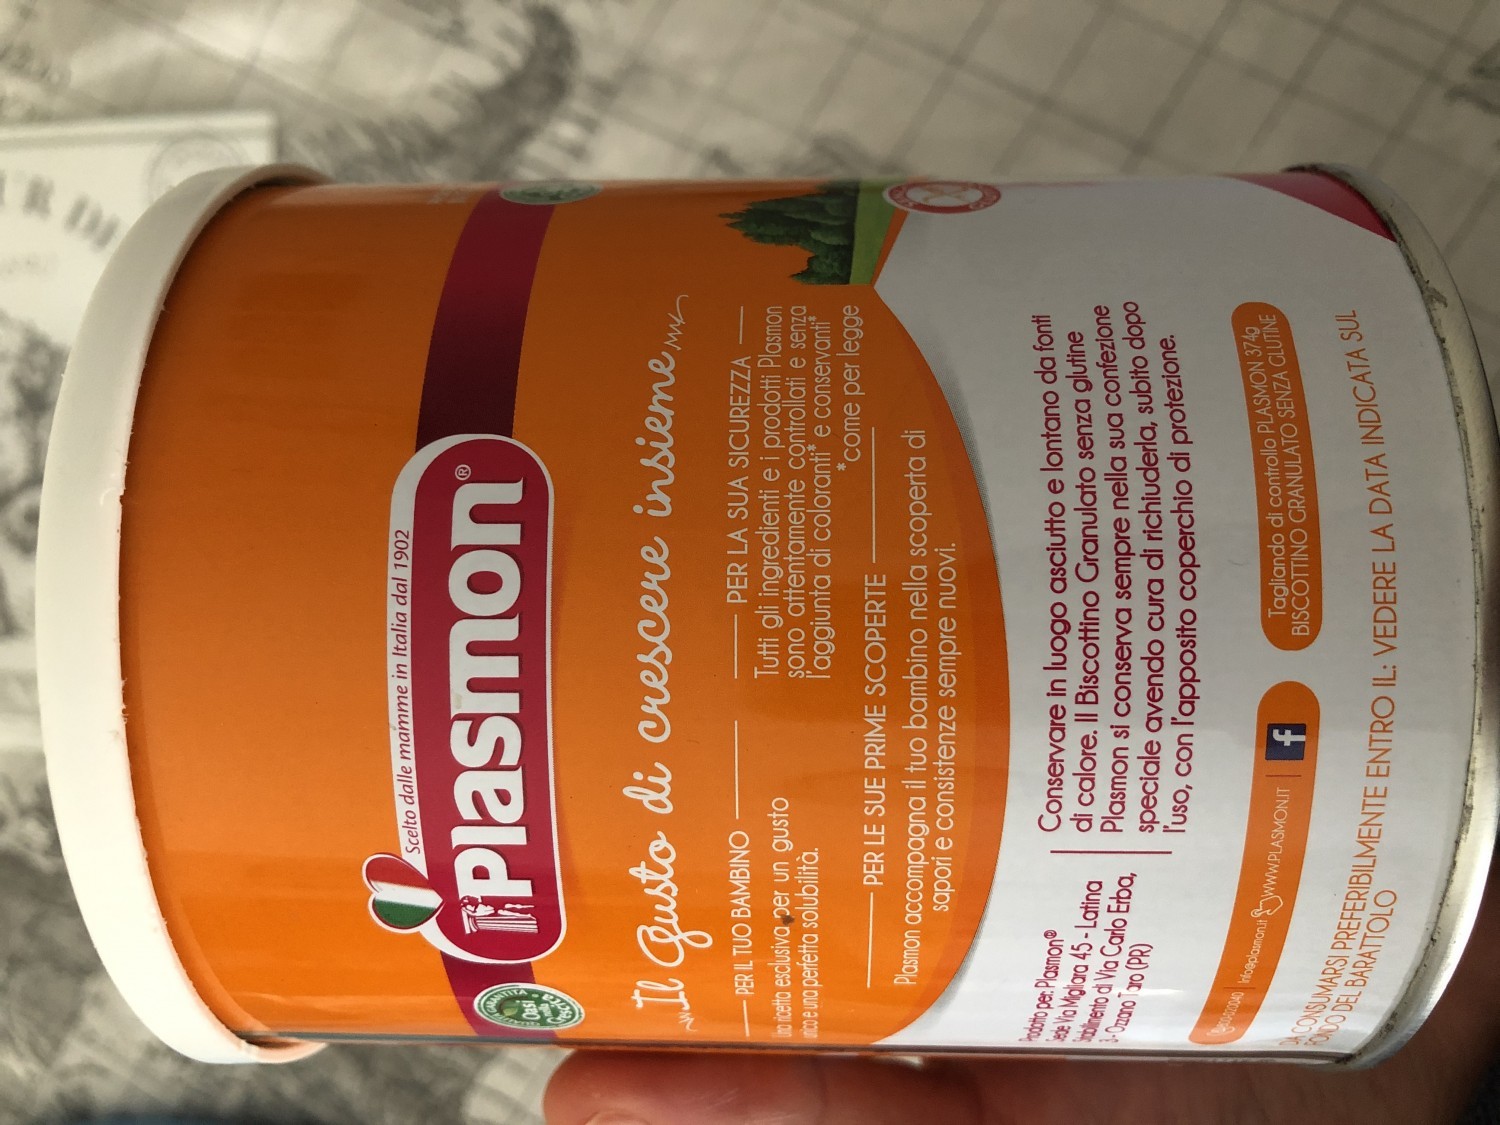 Scelto dalle mamme in Italia dal 1902
Plasmon®
Il Gusto di crescere insieme
PER IL TUO BAMBINO
Una ricetta esclusiva per un gusto
unico e una perfetta solubilità.
PER LA SUA SICUREZZA
Tutti gli ingredienti e i prodotti Plasmon
sono attentamente controllati e senza
l'aggiunta di coloranti* e conservanti*
*come per legge
PER LE SUE PRIME SCOPERTE
Plasmon accompagna il tuo bambino nella scoperta di
sapori e consistenze sempre nuovi.
Prodotto per: Plasmon®
Sede Via Migliara 45 - Latina
Stabilimento di Via Carlo Erba,
3 - Ozzano Taro (PR)
Conservare in luogo asciutto e lontano da fonti
di calore. Il Biscottino Granulato senza glutine
Plasmon si conserva sempre nella sua confezione
speciale avendo cura di richiuderla, subito dopo
l'uso, con l'apposito coperchio di protezione.
info@plasmon.it | WWW.PLASMON.IT | f
Tagliando di controllo PLASMON 374g
BISCOTTINO GRANULATO SENZA GLUTINE
DA CONSUMARSI PREFERIBILMENTE ENTRO IL: VEDERE LA DATA INDICATA SUL
FONDO DEL BARATTOLO